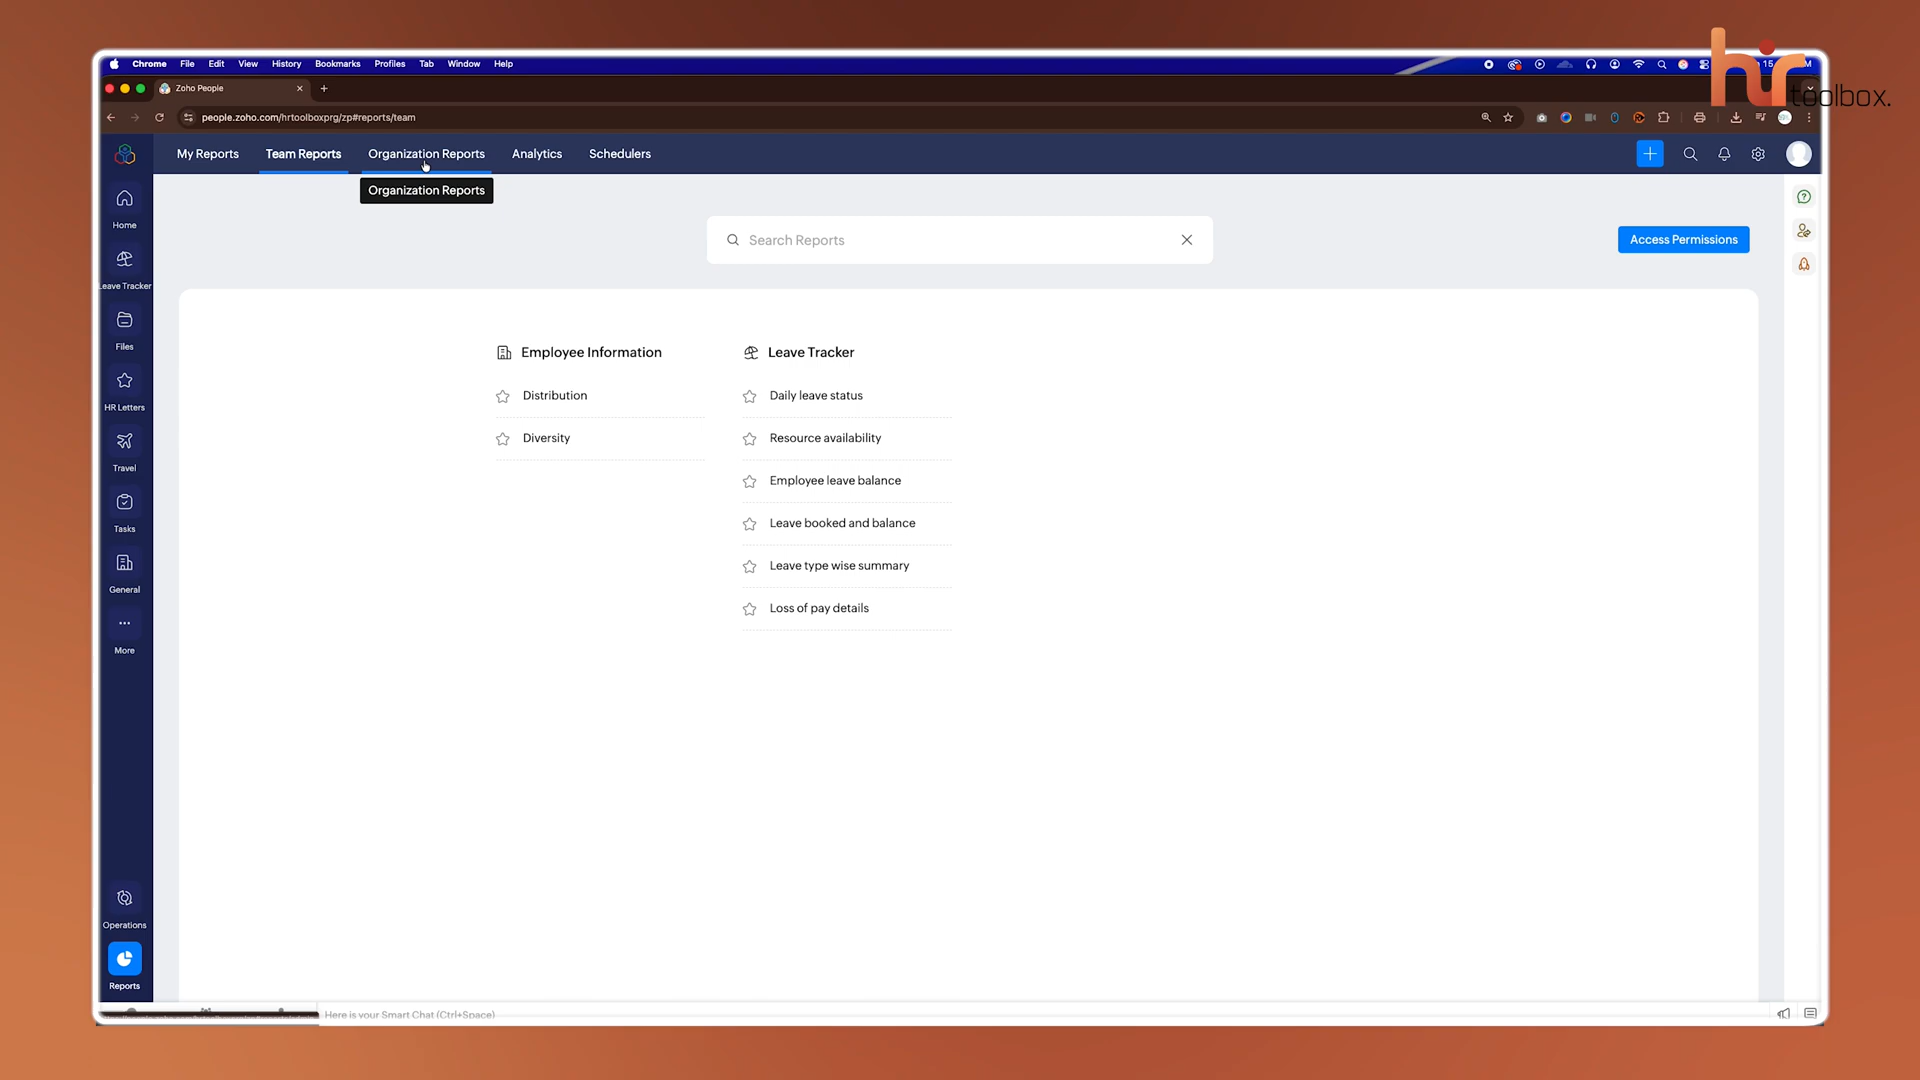 Chrome File Edit View History Bookmarks Profiles Tab Window Help
15
M
hr
toolbox.
Zoho People
people.zoho.com/hrtoolboxprg/zp#reports/team
My Reports Team Reports Organization Reports Analytics Schedulers
Organization Reports
Home
Leave Tracker
Files
HR Letters
Travel
Tasks
General
More
Operations
Reports
Search Reports
Access Permissions
Employee Information
Distribution
Diversity
Leave Tracker
Daily leave status
Resource availability
Employee leave balance
Leave booked and balance
Leave type wise summary
Loss of pay details
Here is your Smart Chat (Ctrl+Space)